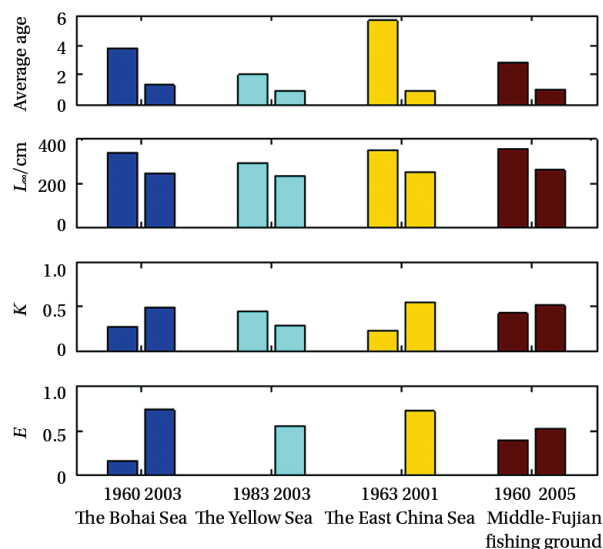 Average age
6
4
2
0
L∞/cm
400
200
0
K
1.0
0.5
0
E
1.0
0.5
0
1960 2003 1983 2003 1963 2001 1960 2005
The Bohai Sea The Yellow Sea The East China Sea Middle-Fujian
fishing ground